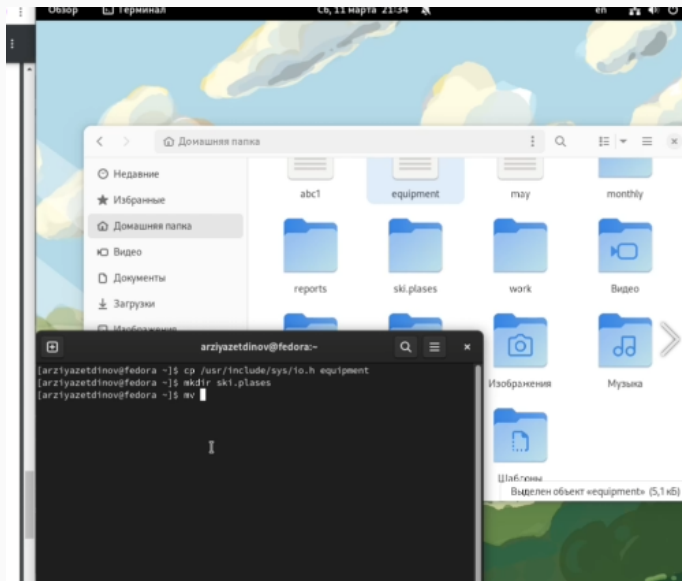 Обзор Терминал Сб, 11 марта 21:34 en
Домашняя папка
Недавние
Избранные
Домашняя папка
Видео
Документы
Загрузки
Изображения
abc1 equipment may monthly
reports ski.plases work Видео
Изображения Музыка
Шаблоны
Выделен объект «equipment» (5,1 кБ)
arziyazetdinov@fedora:~
[arziyazetdinov@fedora ~]$ cp /usr/include/sys/io.h equipment
[arziyazetdinov@fedora ~]$ mkdir ski.plases
[arziyazetdinov@fedora ~]$ mv